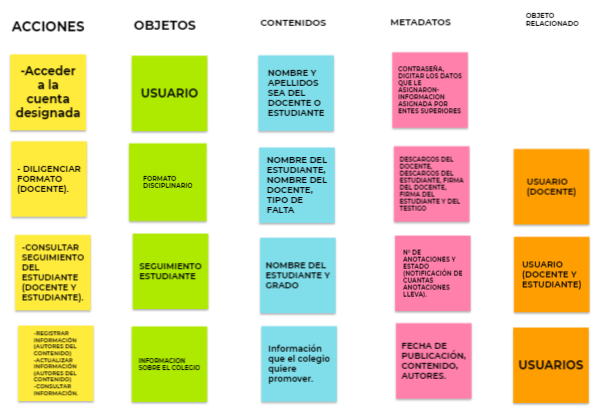 ACCIONES
OBJETOS
CONTENIDOS
METADATOS
OBJETO
RELACIONADO
-Acceder
a la
cuenta
designada
USUARIO
NOMBRE Y
APELLIDOS
SEA DEL
DOCENTE O
ESTUDIANTE
CONTRASEÑA,
DIGITAR LOS DATOS
QUE LE
ASIGNARON-
INFORMACION
ASIGNADA POR
ENTES SUPERIORES
- DILIGENCIAR
FORMATO
(DOCENTE).
FORMATO
DISCIPLINARIO
NOMBRE DEL
ESTUDIANTE,
NOMBRE DEL
DOCENTE,
TIPO DE
FALTA
DESCARGOS DEL
DOCENTE,
DESCARGOS DEL
ESTUDIANTE, FIRMA
DEL DOCENTE,
FIRMA DEL
ESTUDIANTE Y DEL
TESTIGO
USUARIO
(DOCENTE)
-CONSULTAR
SEGUIMIENTO
DEL
ESTUDIANTE
(DOCENTE Y
ESTUDIANTE).
SEGUIMIENTO
ESTUDIANTE
NOMBRE DEL
ESTUDIANTE Y
GRADO
N° DE
ANOTACIONES Y
ESTADO
(NOTIFICACIÓN DE
CUANTAS
ANOTACIONES
LLEVA).
USUARIO
(DOCENTE Y
ESTUDIANTE)
-REGISTRAR
INFORMACIÓN
(AUTORES DEL
CONTENIDO)
-ACTUALIZAR
INFORMACIÓN
(AUTORES DEL
CONTENIDO)
-CONSULTAR
INFORMACIÓN.
INFORMACION
SOBRE EL COLEGIO
Información
que el colegio
quiere
promover.
FECHA DE
PUBLICACIÓN,
CONTENIDO,
AUTORES.
USUARIOS